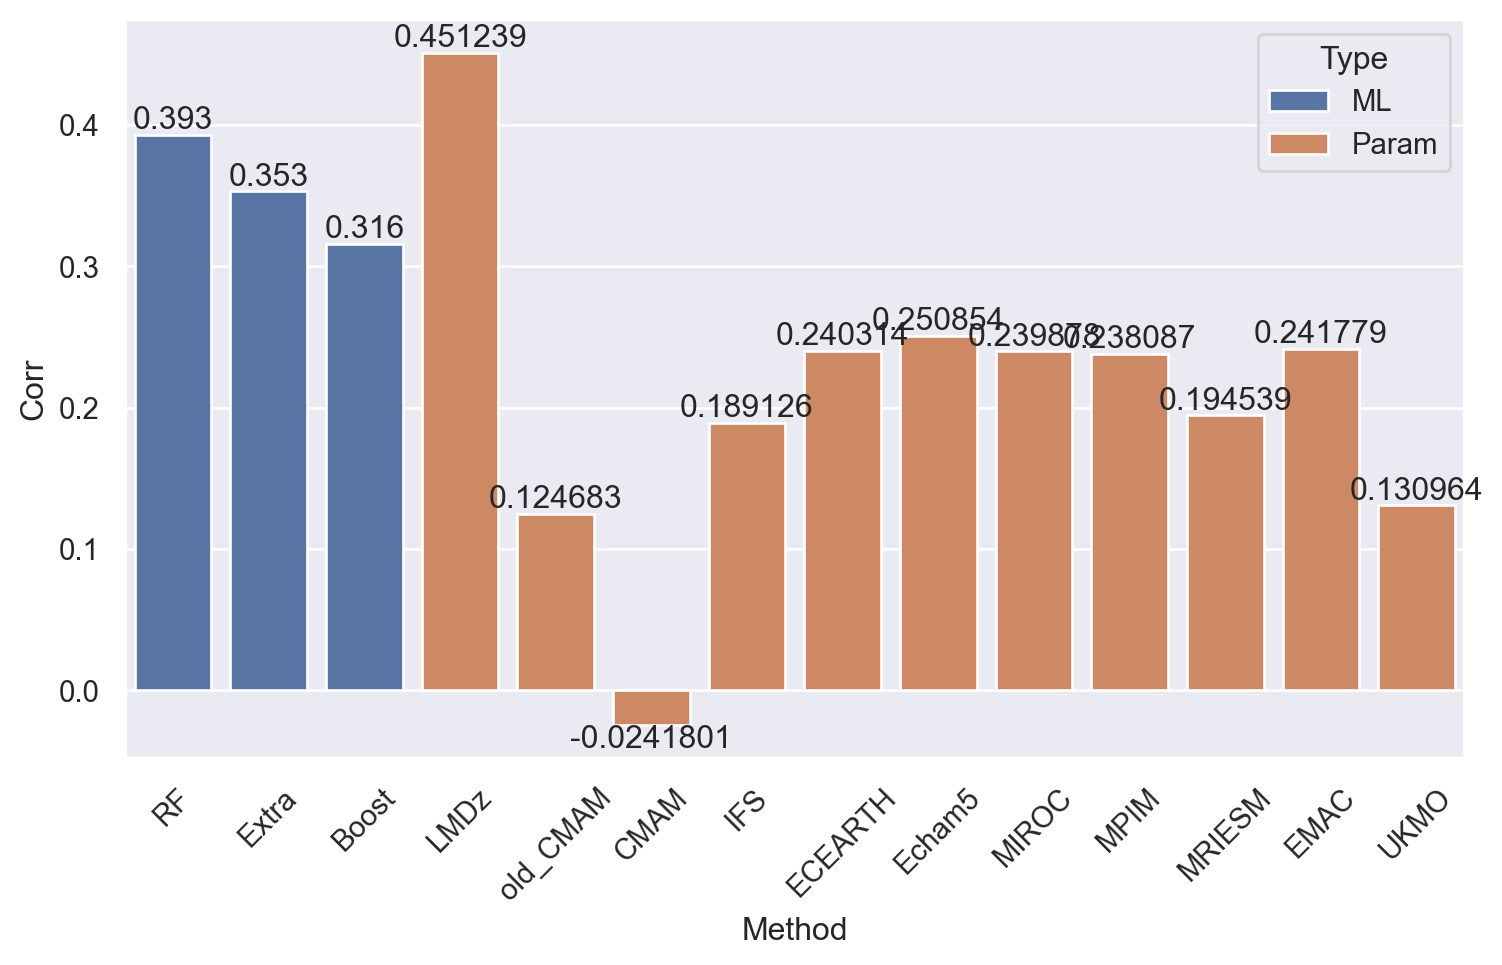 0.451239
Type
ML
Param
0.4
0.393
0.353
0.316
0.3
0.250854
0.240314
0.239878
0.238087
0.241779
0.2
0.189126
0.194539
0.124683
0.130964
0.1
0.0
-0.0241801
Corr
RF
Extra
Boost
LMDz
old_CMAM
CMAM
IFS
ECEARTH
Echam5
MIROC
MPIM
MRIESM
EMAC
UKMO
Method